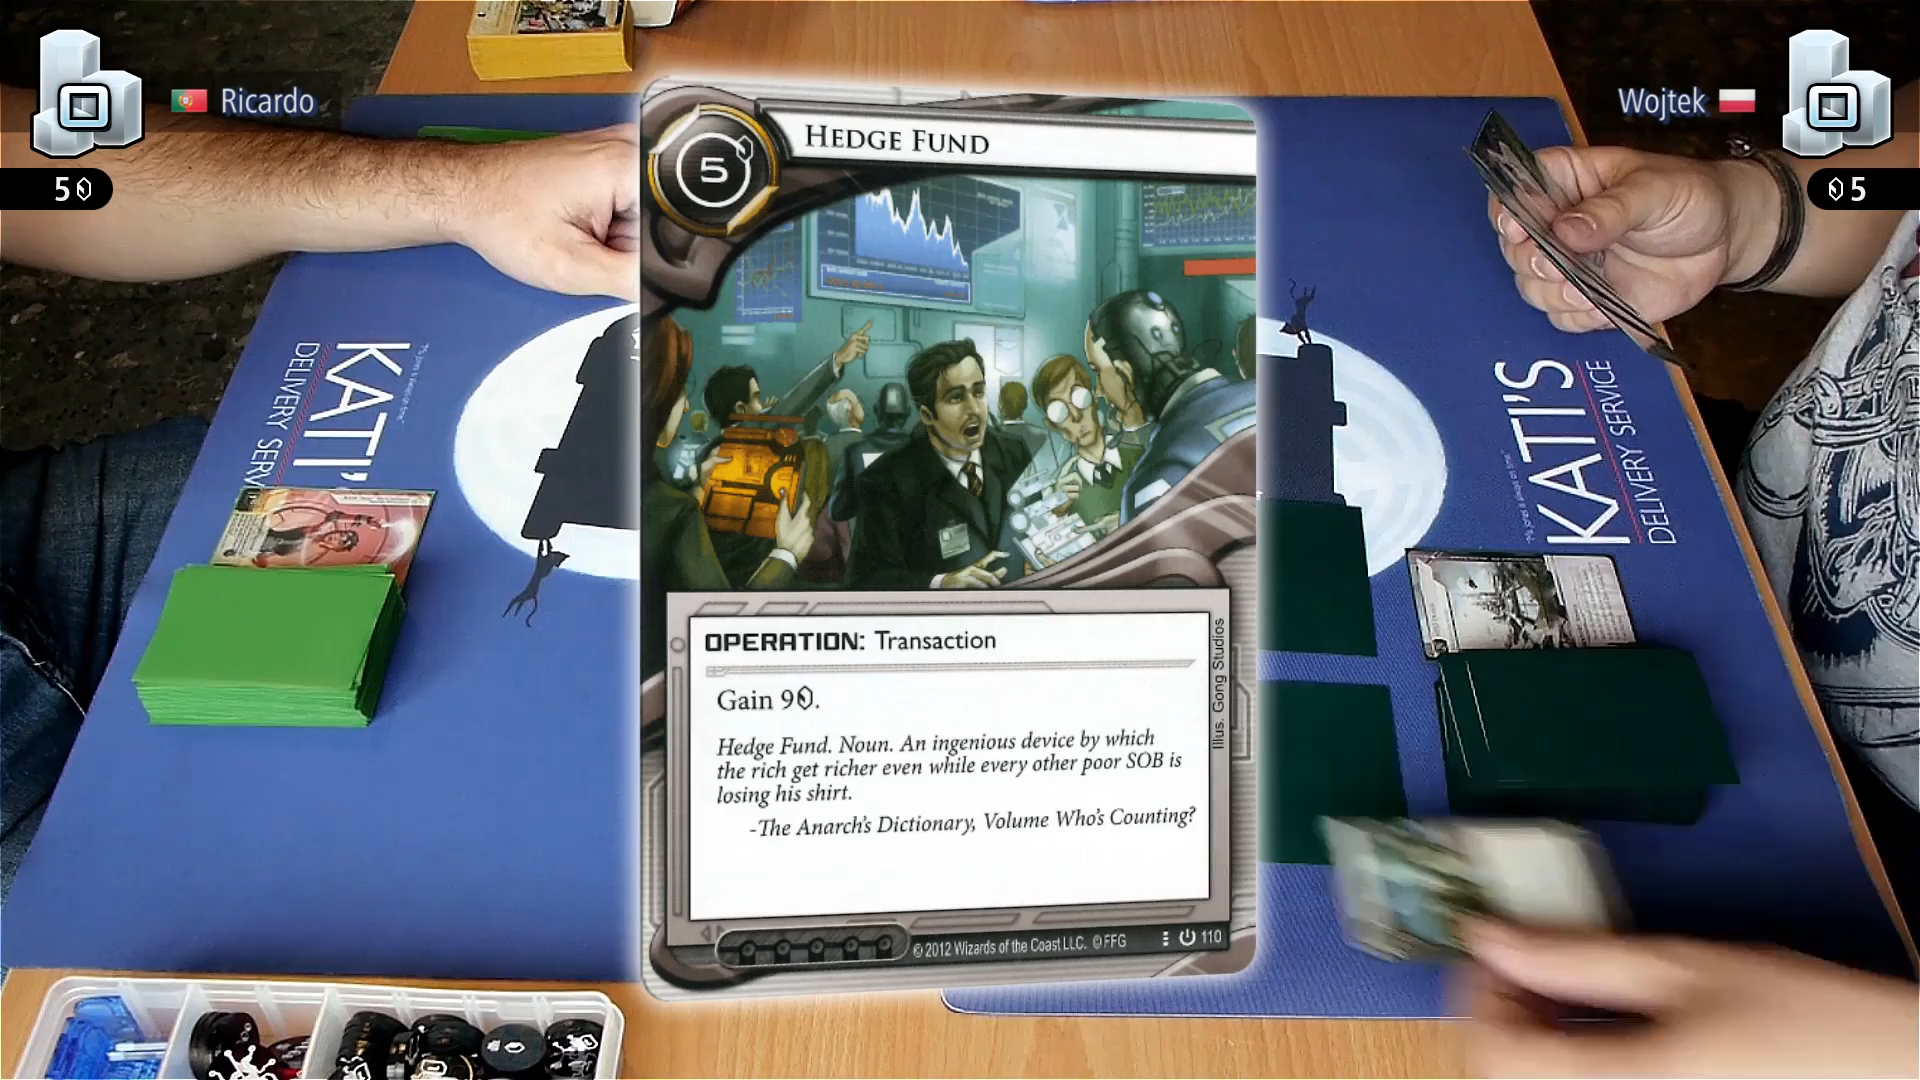 Ricardo
5
Wojtek
5
HEDGE FUND
5
OPERATION: Transaction
Gain 9.
Hedge Fund. Noun. An ingenious device by which
the rich get richer even while every other poor SOB is
losing his shirt.
-The Anarch's Dictionary, Volume Who's Counting?
Illus. Gong Studios
© 2012 Wizards of the Coast LLC. © FFG
110
KATI'
DELIVERY SERV
KATI'S
DELIVERY SERVICE